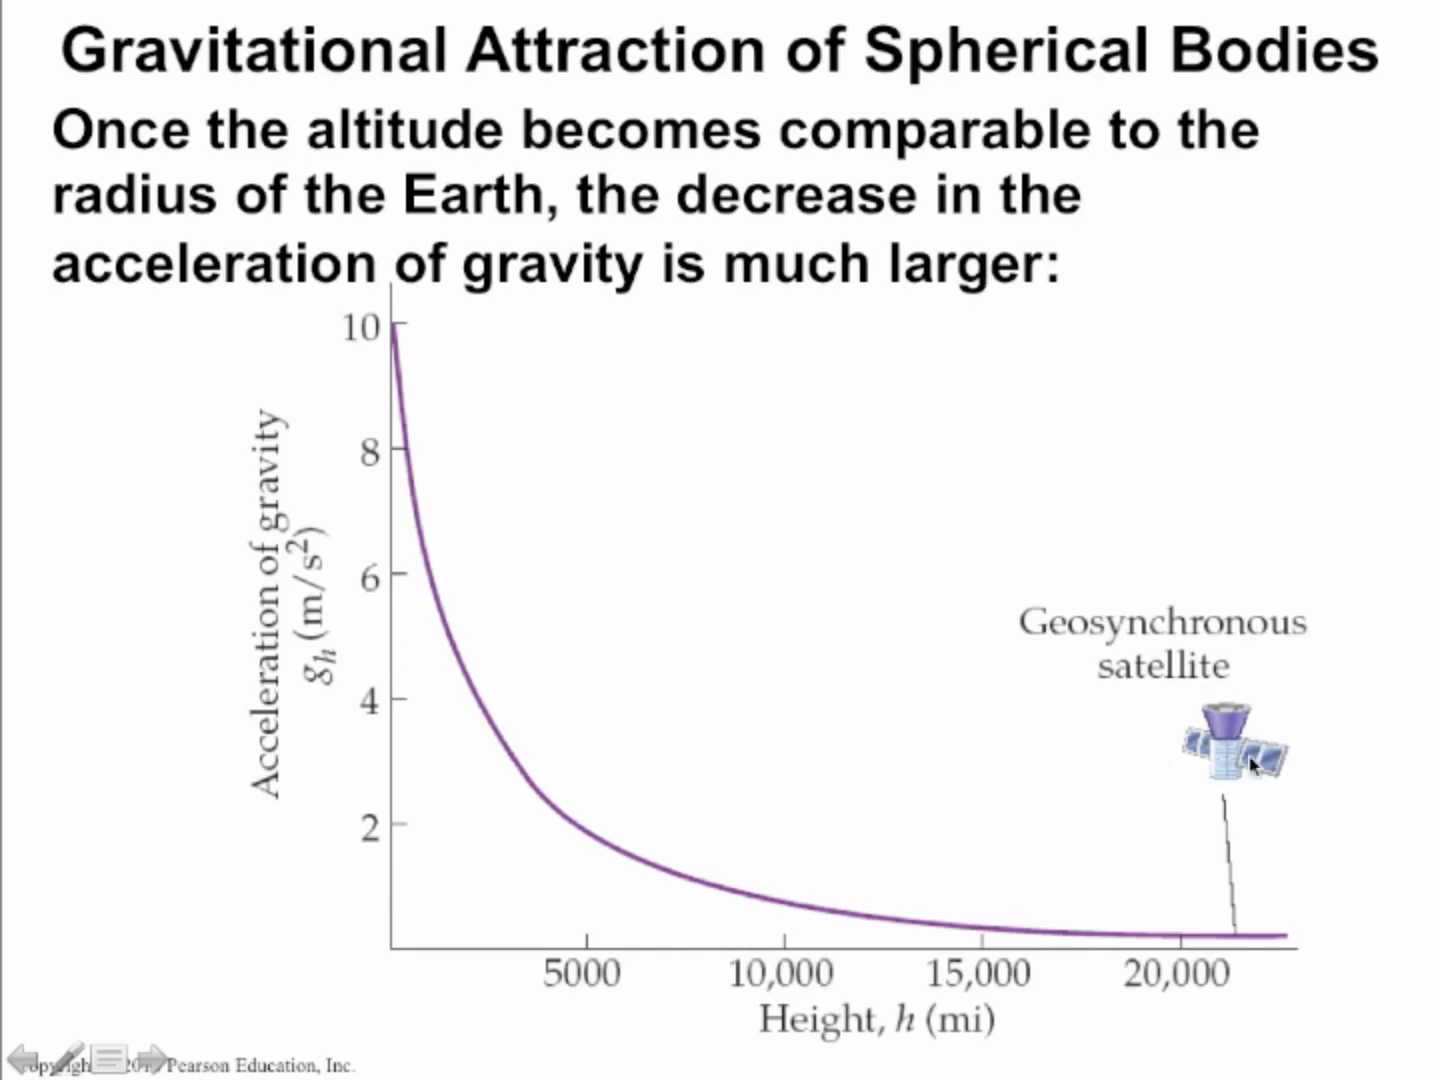 Gravitational Attraction of Spherical Bodies
Once the altitude becomes comparable to the
radius of the Earth, the decrease in the
acceleration of gravity is much larger:
10
8
6
4
2
Acceleration of gravity
g_h (m/s²)
Geosynchronous
satellite
5000 10,000 15,000 20,000
Height, h (mi)
Pearson Education, Inc.